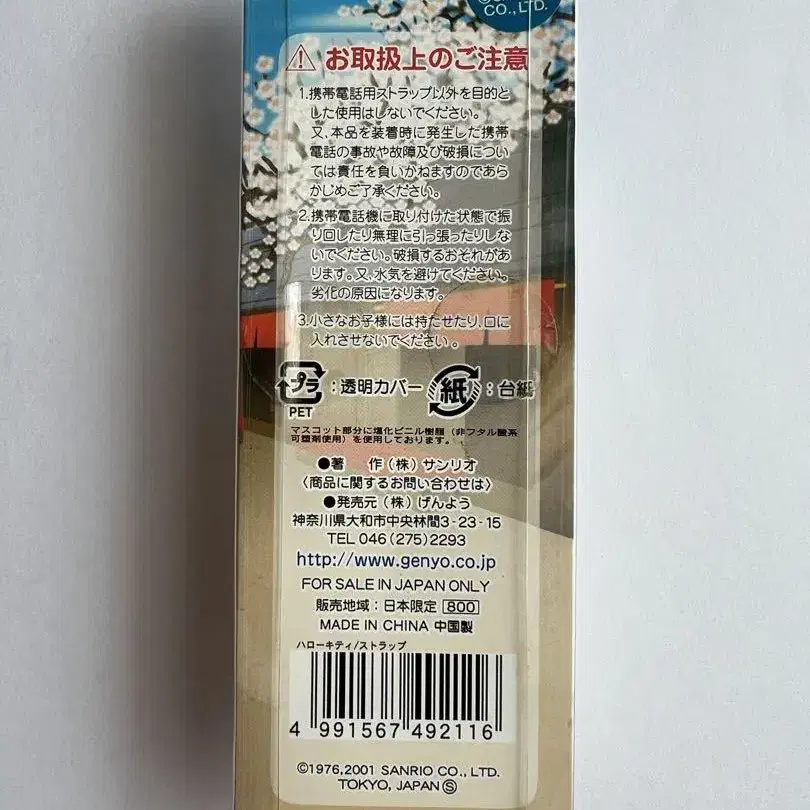 CO.,LTD.
⚠ お取扱上のご注意
1.携帯電話用ストラップ以外を目的と
した使用はしないでください。
又、本品を装着時に発生した携帯
電話の事故や故障及び破損につい
ては責任を負いかねますのであら
かじめご了承ください。
2.携帯電話機に取り付けた状態で振
り回したり無理に引っ張ったりしな
いでください。破損するおそれがあ
ります。又、水気を避けてください。
劣化の原因になります。
3.小さなお子様には持たせたり、口に
入れさせないでください。
プラ:透明カバー 紙:台紙
PET
マスコット部分に塩化ビニル樹脂(非フタル酸系
可塑剤使用)を使用しております。
●著 作(株)サンリオ
〈商品に関するお問い合わせは〉
●発売元(株)げんよう
神奈川県大和市中央林間3-23-15
TEL 046(275)2293
http://www.genyo.co.jp
FOR SALE IN JAPAN ONLY
販売地域:日本限定 800
MADE IN CHINA 中国製
ハローキティ/ストラップ
4 991567 492116
©1976,2001 SANRIO CO.,LTD.
TOKYO, JAPAN Ⓢ